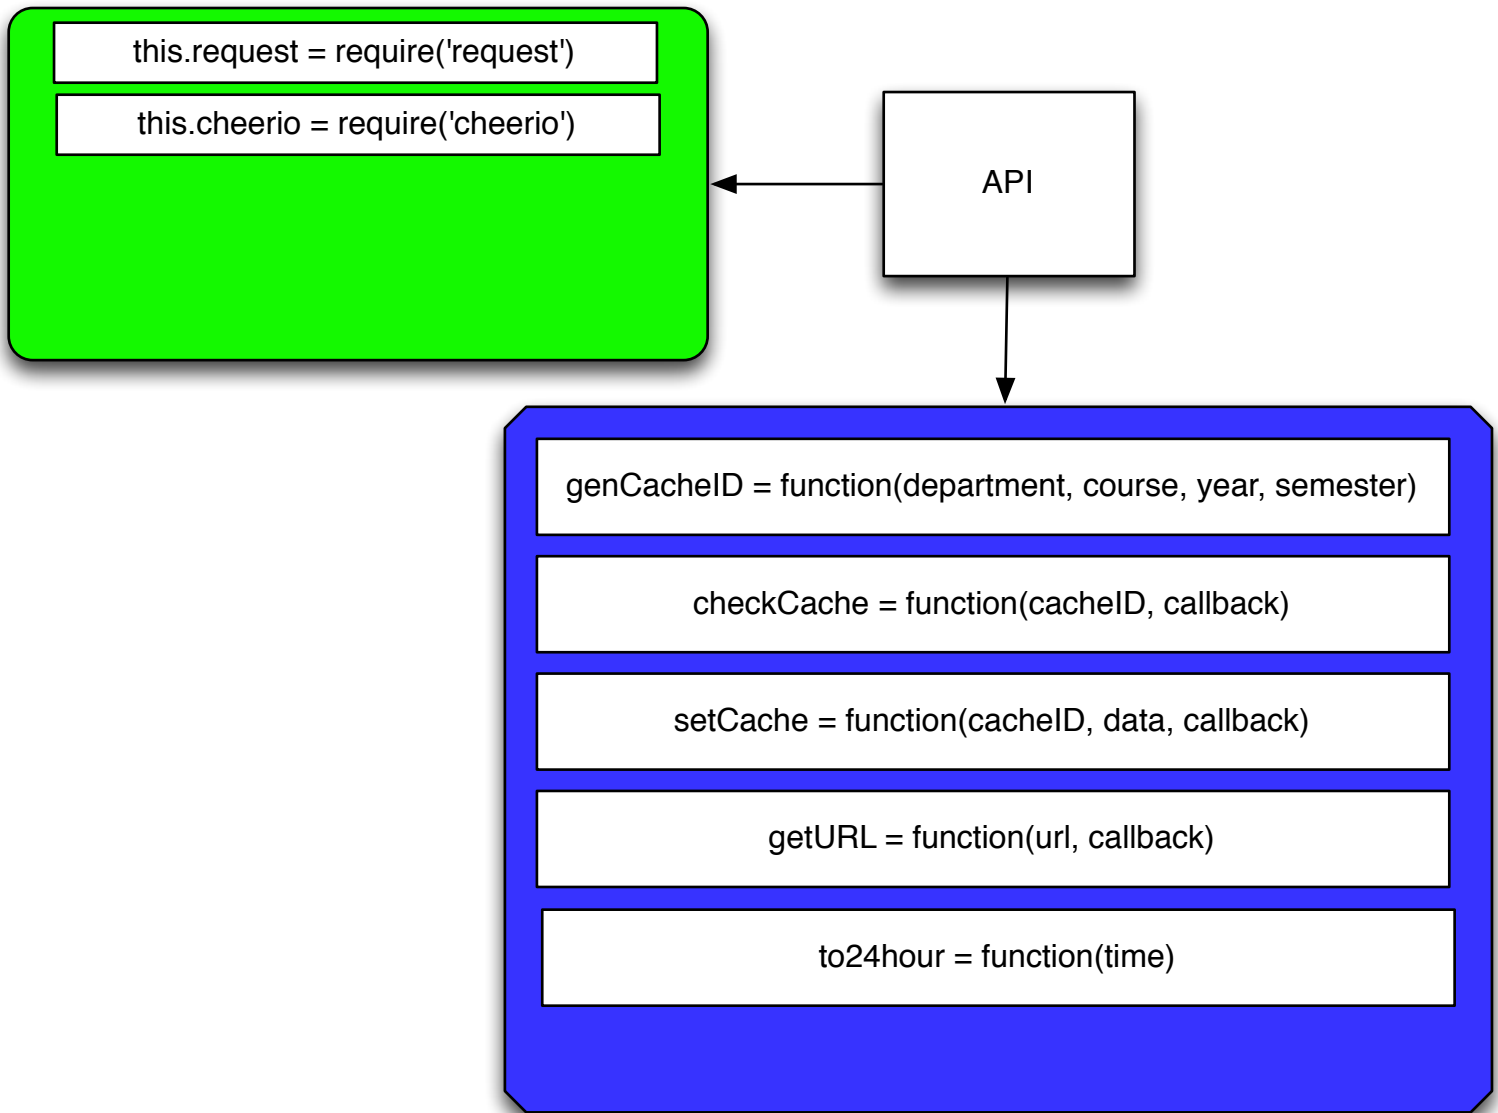 this.request = require('request')
this.cheerio = require('cheerio')
API
genCacheID = function(department, course, year, semester)
checkCache = function(cacheID, callback)
setCache = function(cacheID, data, callback)
getURL = function(url, callback)
to24hour = function(time)